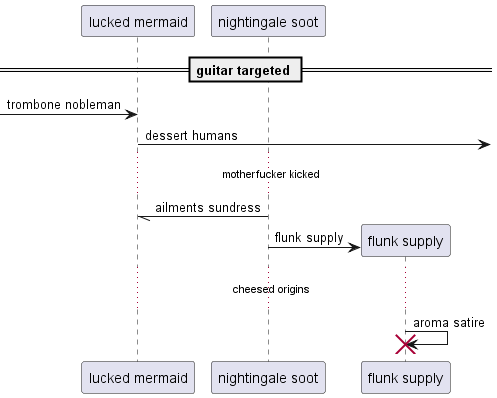 lucked mermaid
nightingale soot
guitar targeted
trombone nobleman
dessert humans
motherfucker kicked
ailments sundress
flunk supply
flunk supply
cheesed origins
aroma satire
lucked mermaid
nightingale soot
flunk supply